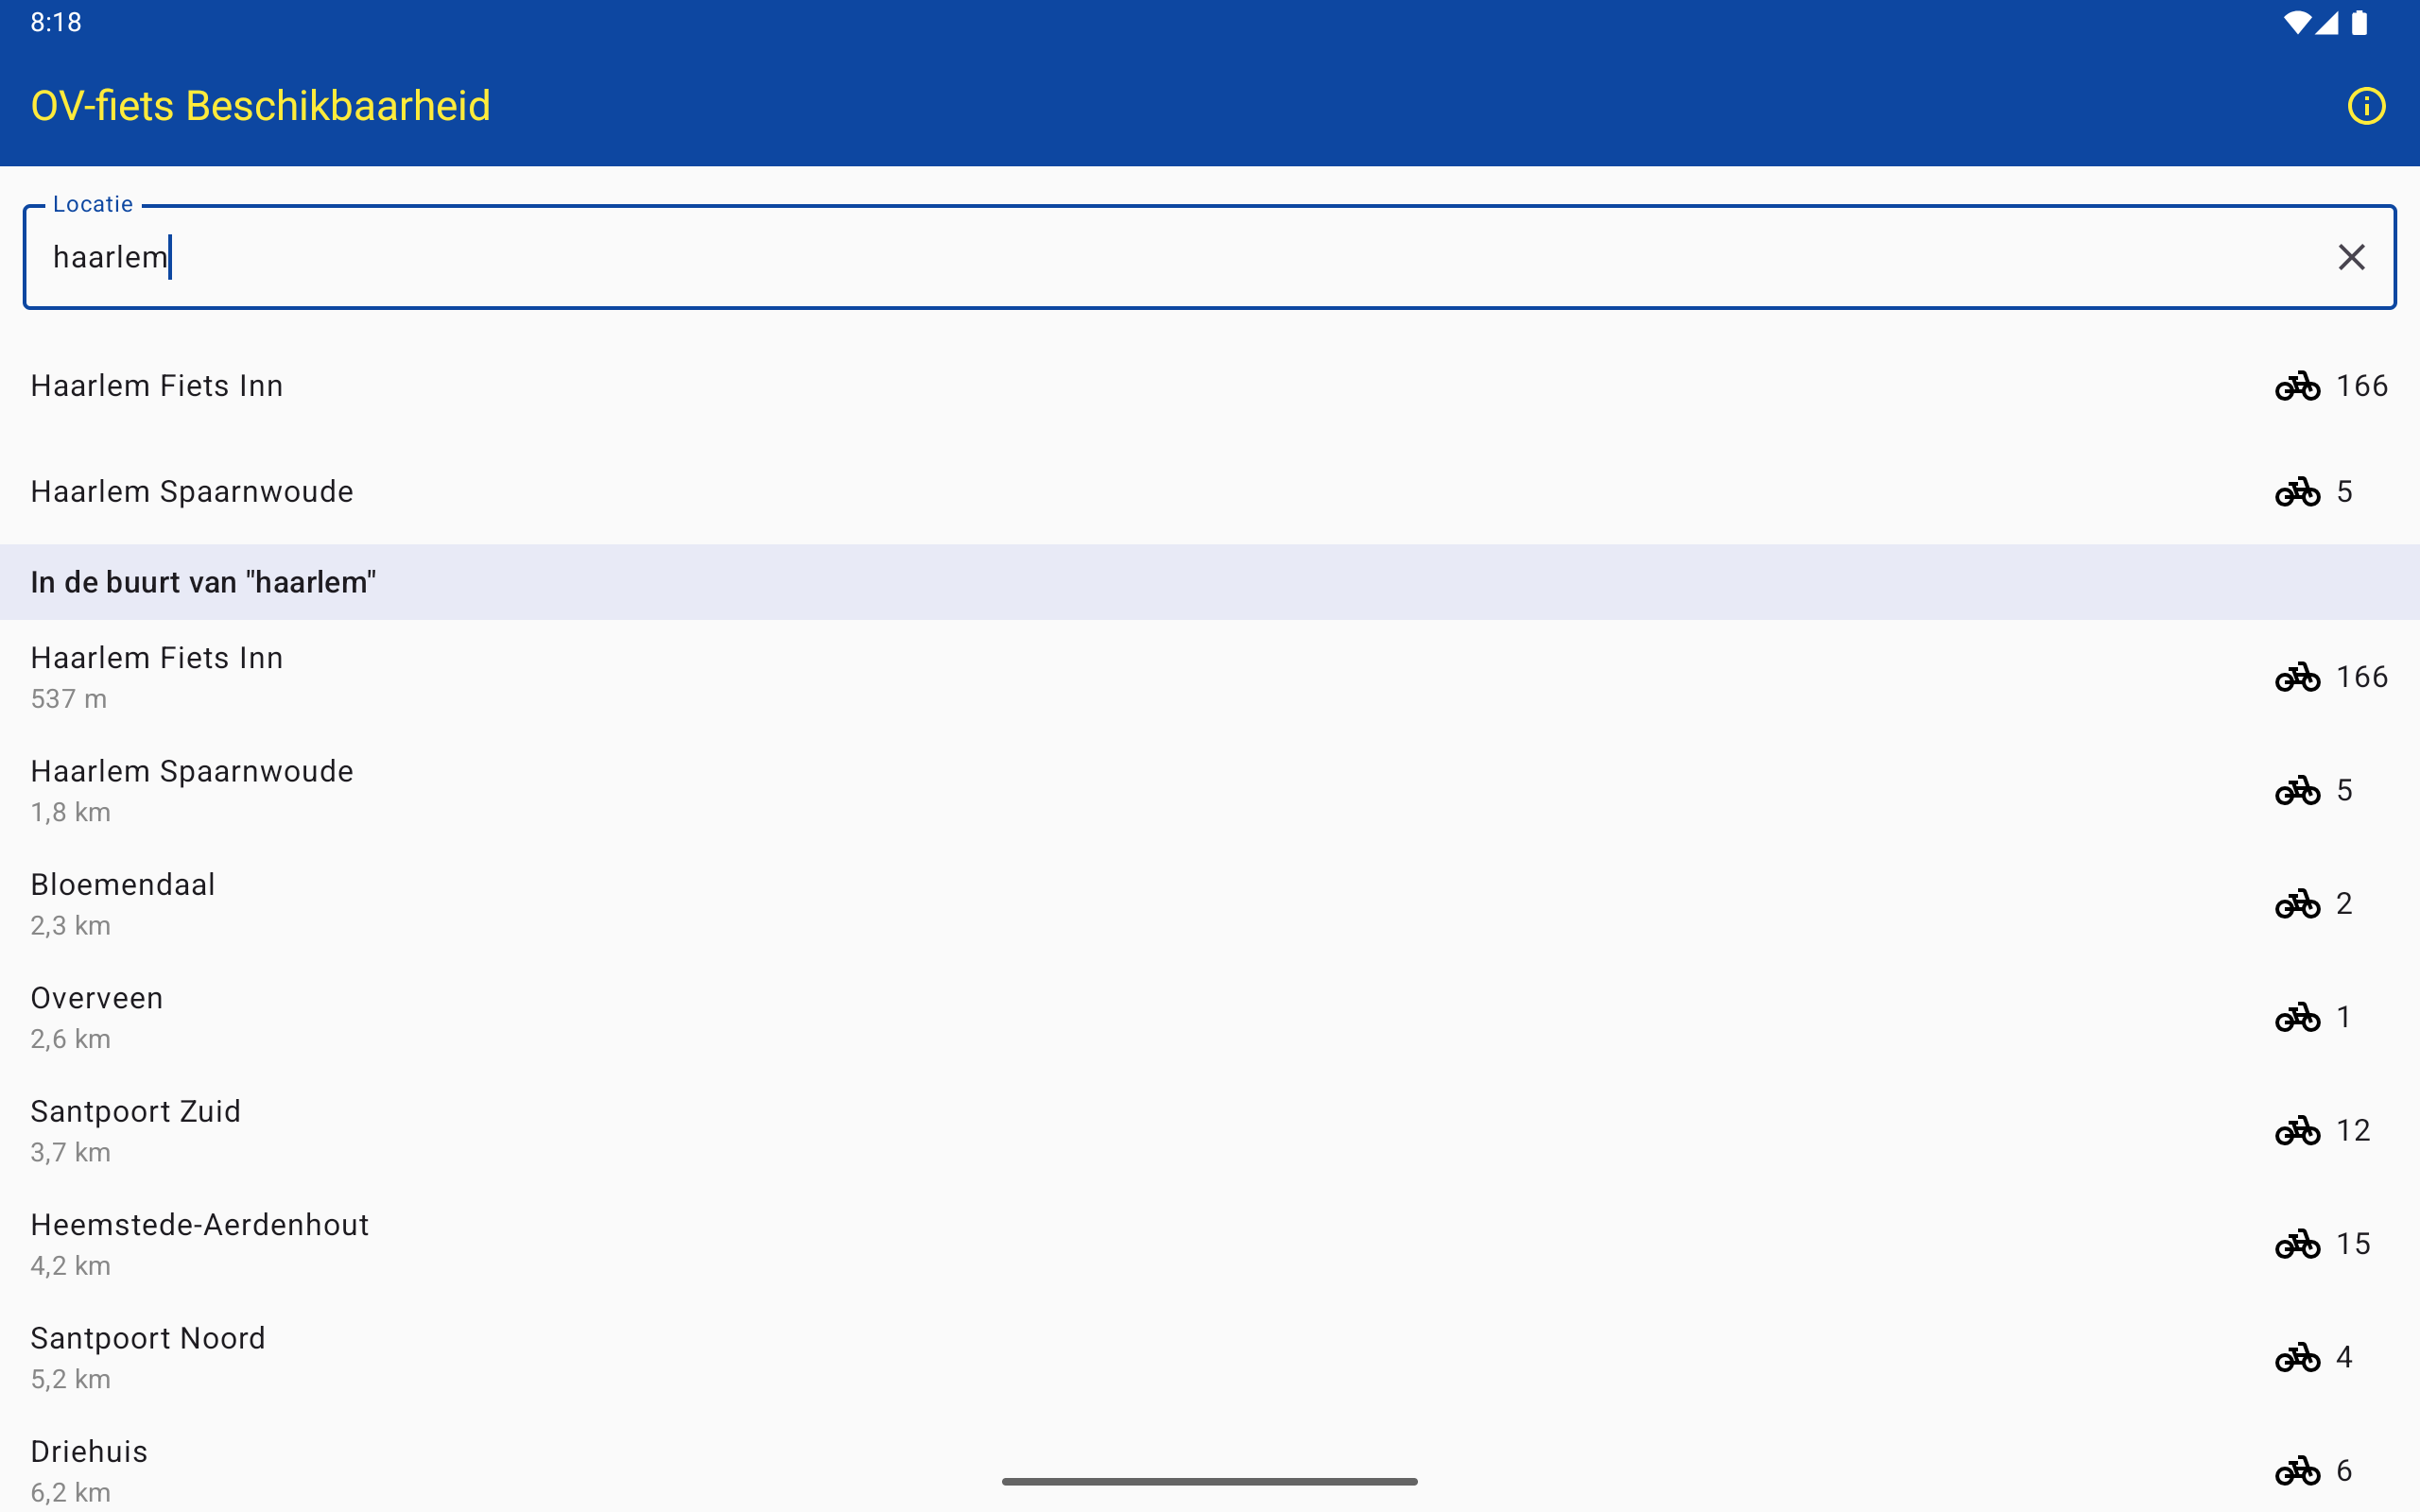 8:18
OV-fiets Beschikbaarheid
Locatie
haarlem
Haarlem Fiets Inn 166
Haarlem Spaarnwoude 5
In de buurt van "haarlem"
Haarlem Fiets Inn 166
537 m
Haarlem Spaarnwoude 5
1,8 km
Bloemendaal 2
2,3 km
Overveen 1
2,6 km
Santpoort Zuid 12
3,7 km
Heemstede-Aerdenhout 15
4,2 km
Santpoort Noord 4
5,2 km
Driehuis 6
6,2 km